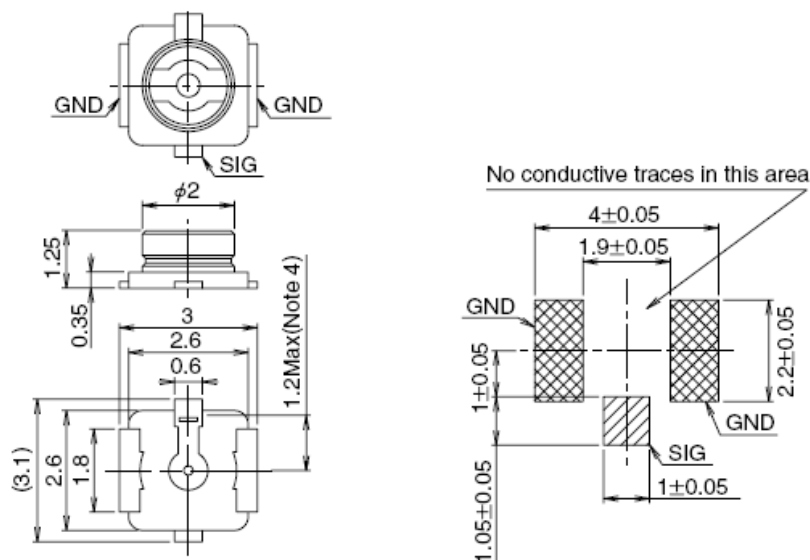 GND
GND
SIG
ϕ2
1.25
0.35
3
2.6
0.6
1.2Max(Note 4)
(3.1)
2.6
1.8
No conductive traces in this area
4±0.05
1.9±0.05
GND
2.2±0.05
1±0.05
GND
SIG
1.05±0.05
1±0.05